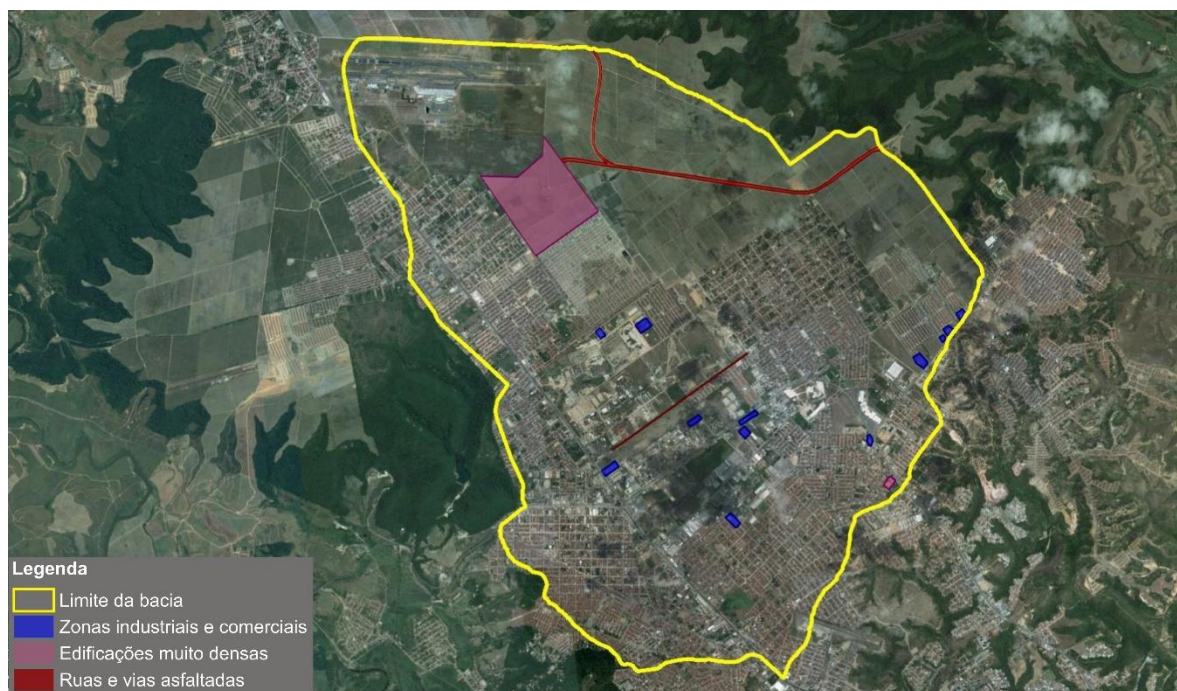 Legenda
Limite da bacia
Zonas industriais e comerciais
Edificações muito densas
Ruas e vias asfaltadas